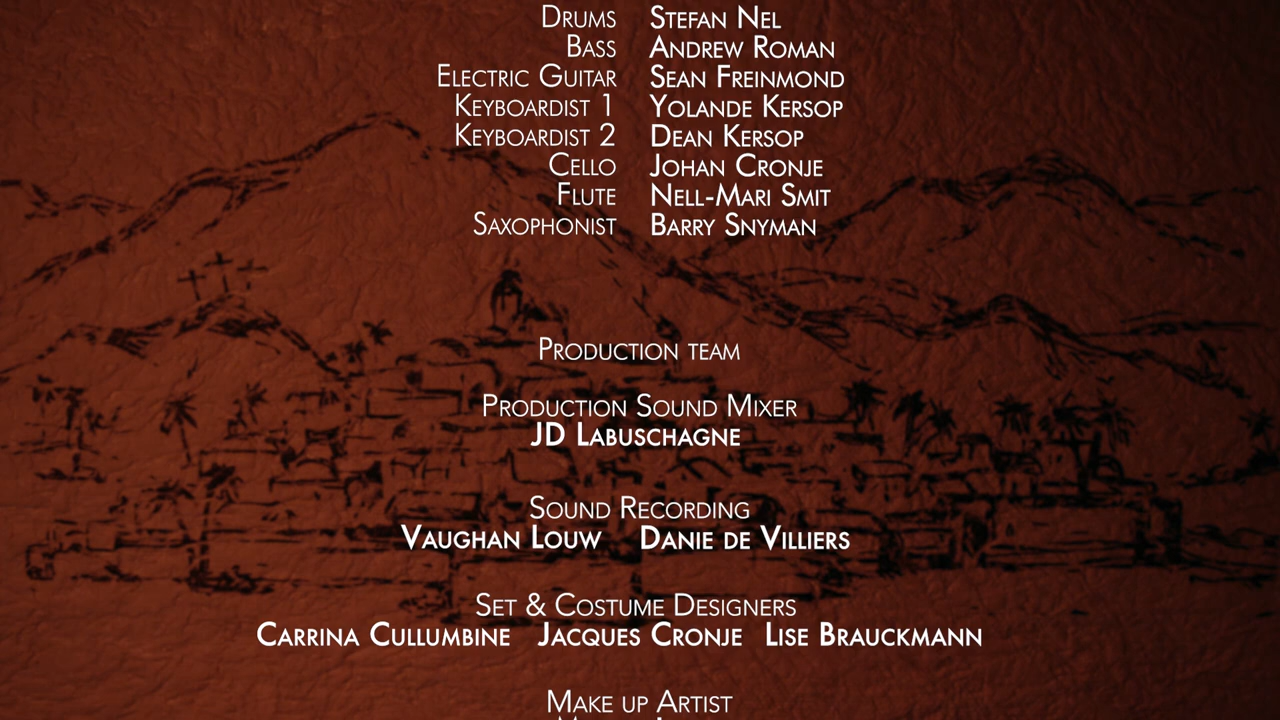 Drums Stefan Nel
Bass Andrew Roman
Electric Guitar Sean Freinmond
Keyboardist 1 Yolande Kersop
Keyboardist 2 Dean Kersop
Cello Johan Cronje
Flute Nell-Mari Smit
Saxophonist Barry Snyman
Production team
Production Sound Mixer
JD Labuschagne
Sound Recording
Vaughan Louw Danie de Villiers
Set & Costume Designers
Carrina Cullumbine Jacques Cronje Lise Brauckmann
Make up Artist